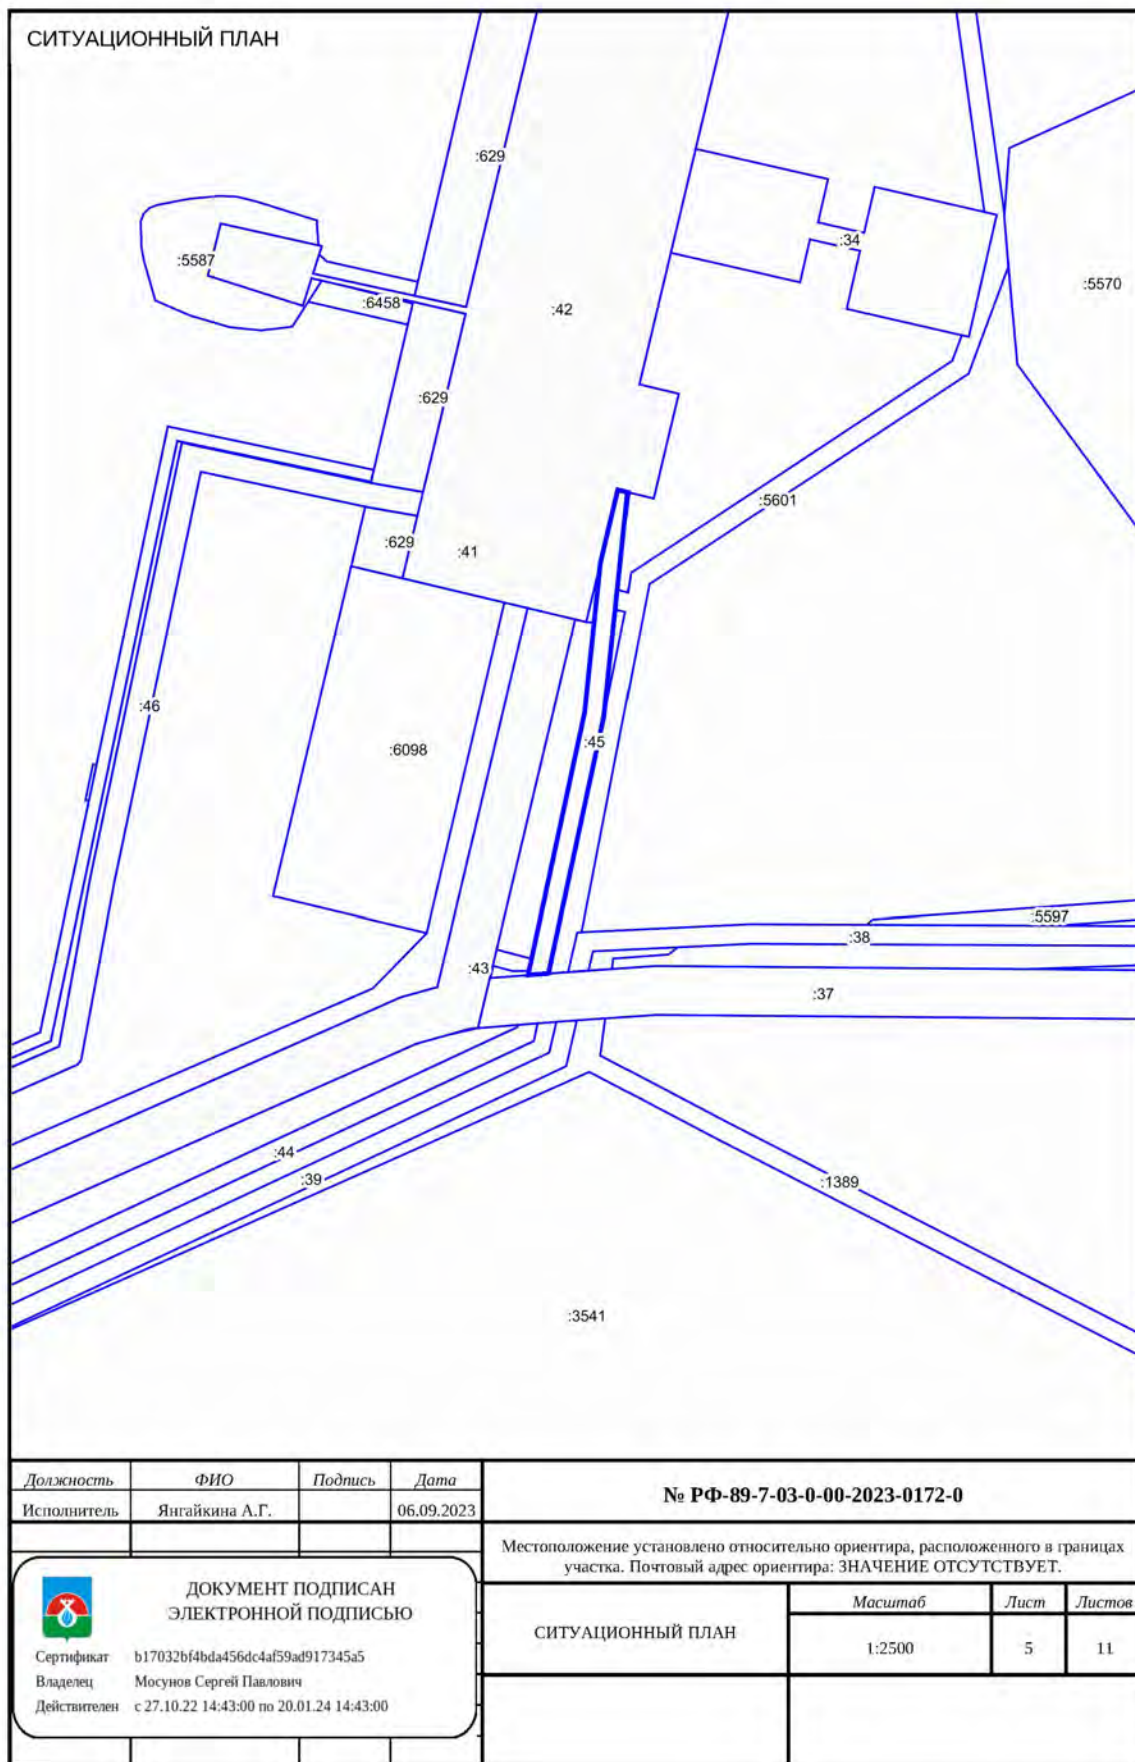 СИТУАЦИОННЫЙ ПЛАН
:629
:34
:5587
:6458
:42
:5570
:629
:5601
:629
:41
:46
:45
:6098
:5597
:38
:43
:37
:44
:39
:1389
:3541
Должность ФИО Подпись Дата
Исполнитель Янгайкина А.Г. 06.09.2023
№ РФ-89-7-03-0-00-2023-0172-0
Местоположение установлено относительно ориентира, расположенного в границах
участка. Почтовый адрес ориентира: ЗНАЧЕНИЕ ОТСУТСТВУЕТ.
ДОКУМЕНТ ПОДПИСАН
ЭЛЕКТРОННОЙ ПОДПИСЬЮ
Сертификат b17032bf4bda456dc4af59ad917345a5
Владелец Мосунов Сергей Павлович
Действителен с 27.10.22 14:43:00 по 20.01.24 14:43:00
СИТУАЦИОННЫЙ ПЛАН
Масштаб Лист Листов
1:2500 5 11